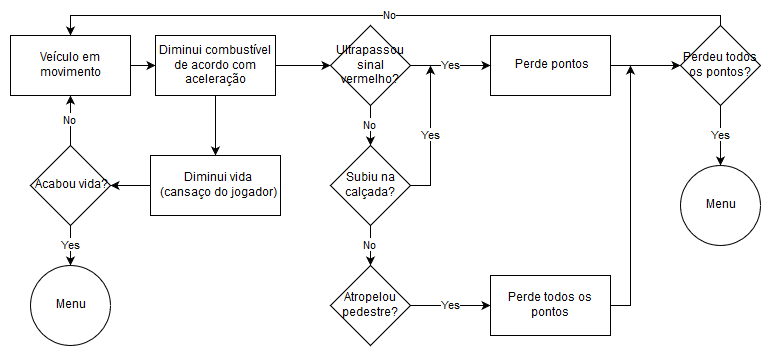 No
Veículo em
movimento
Diminui combustível
de acordo com
aceleração
Ultrapassou
sinal
vermelho?
Yes
Perde pontos
Perdeu todos
os pontos?
No
No
Yes
Yes
Acabou vida?
Diminui vida
(cansaço do jogador)
Subiu na
calçada?
Menu
Yes
No
Menu
Atropelou
pedestre?
Yes
Perde todos os
pontos